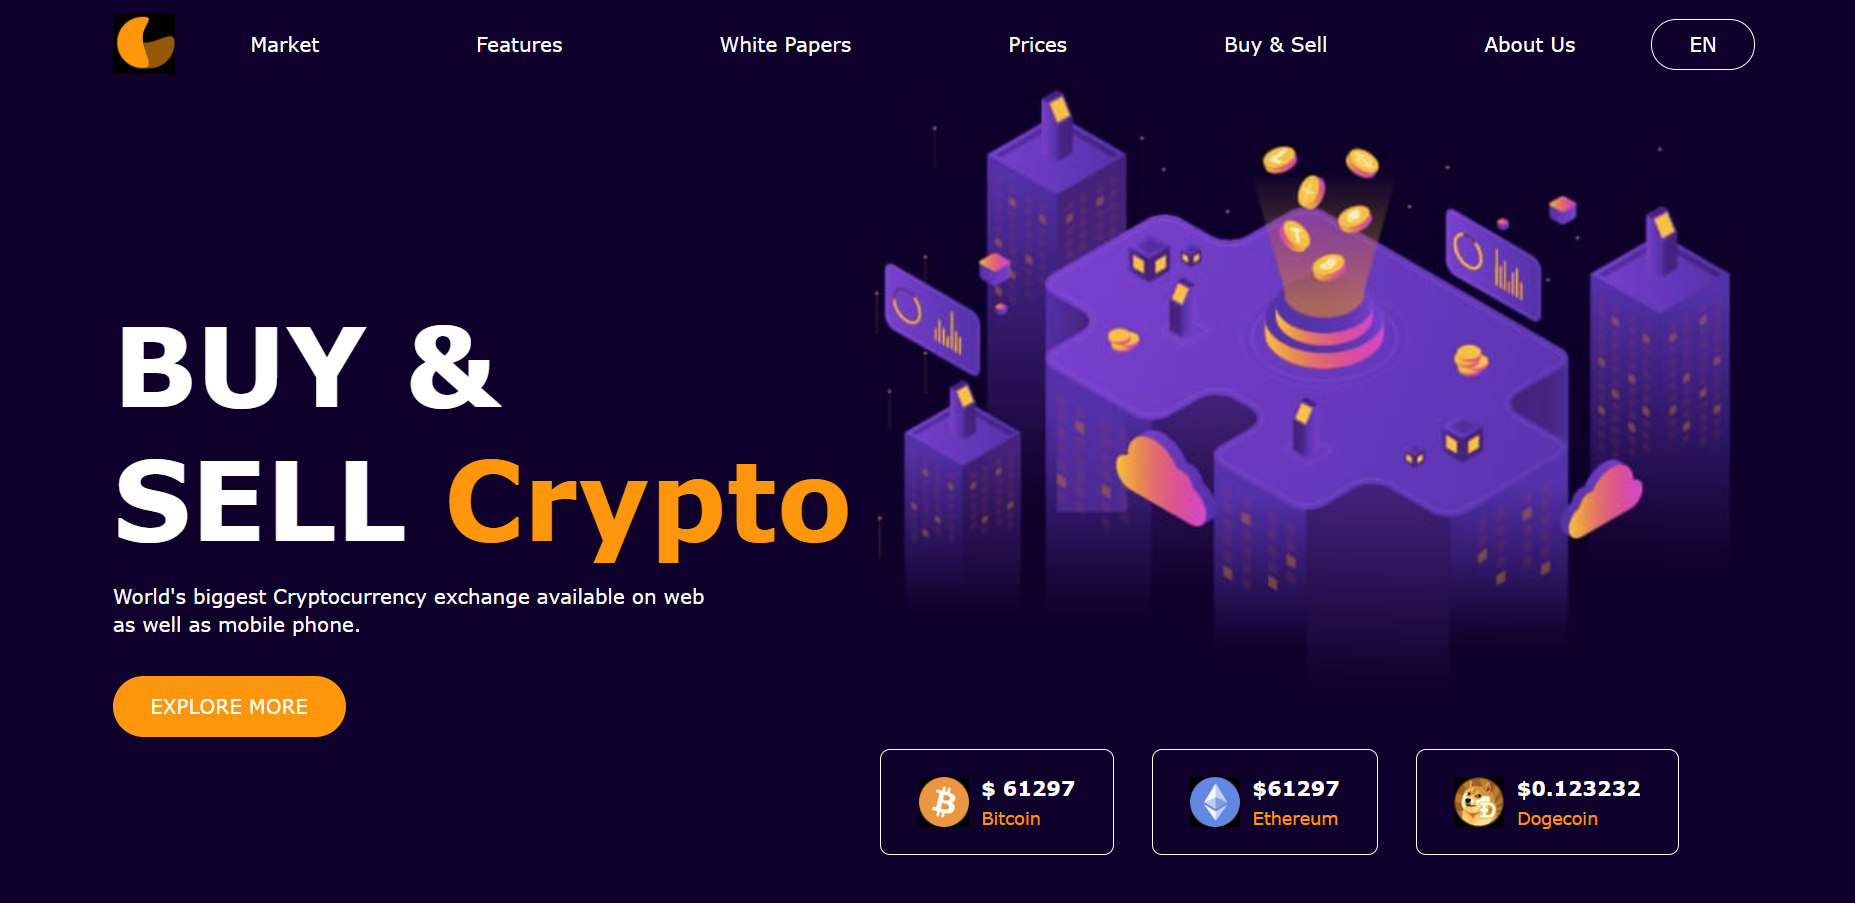 Market Features White Papers Prices Buy & Sell About Us EN
BUY &
SELL Crypto
World's biggest Cryptocurrency exchange available on web
as well as mobile phone.
EXPLORE MORE
$ 61297
Bitcoin
$61297
Ethereum
$0.123232
Dogecoin